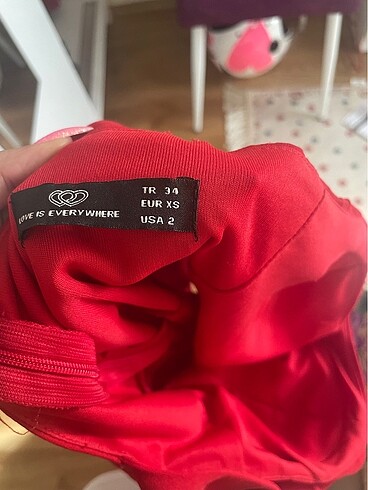 LOVE IS EVERYWHERE
TR 34
EUR XS
USA 2